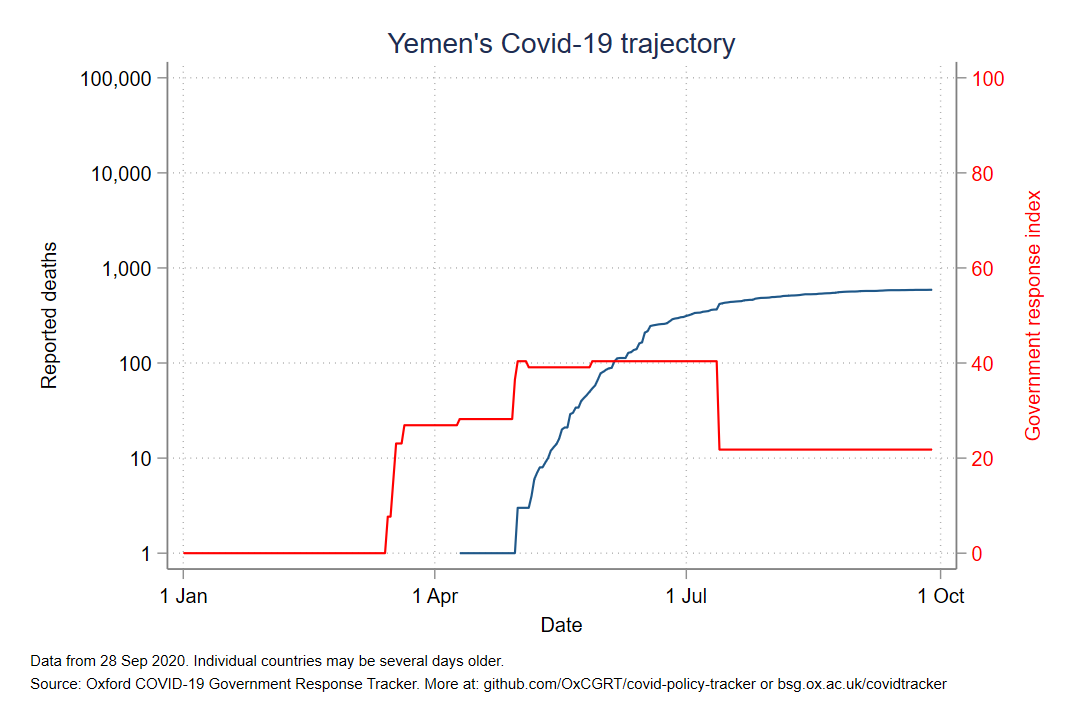 Yemen's Covid-19 trajectory
100,000
10,000
1,000
100
10
1
Reported deaths
100
80
60
40
20
0
Government response index
1 Jan
1 Apr
1 Jul
1 Oct
Date
Data from 28 Sep 2020. Individual countries may be several days older.
Source: Oxford COVID-19 Government Response Tracker. More at: github.com/OxCGRT/covid-policy-tracker or bsg.ox.ac.uk/covidtracker